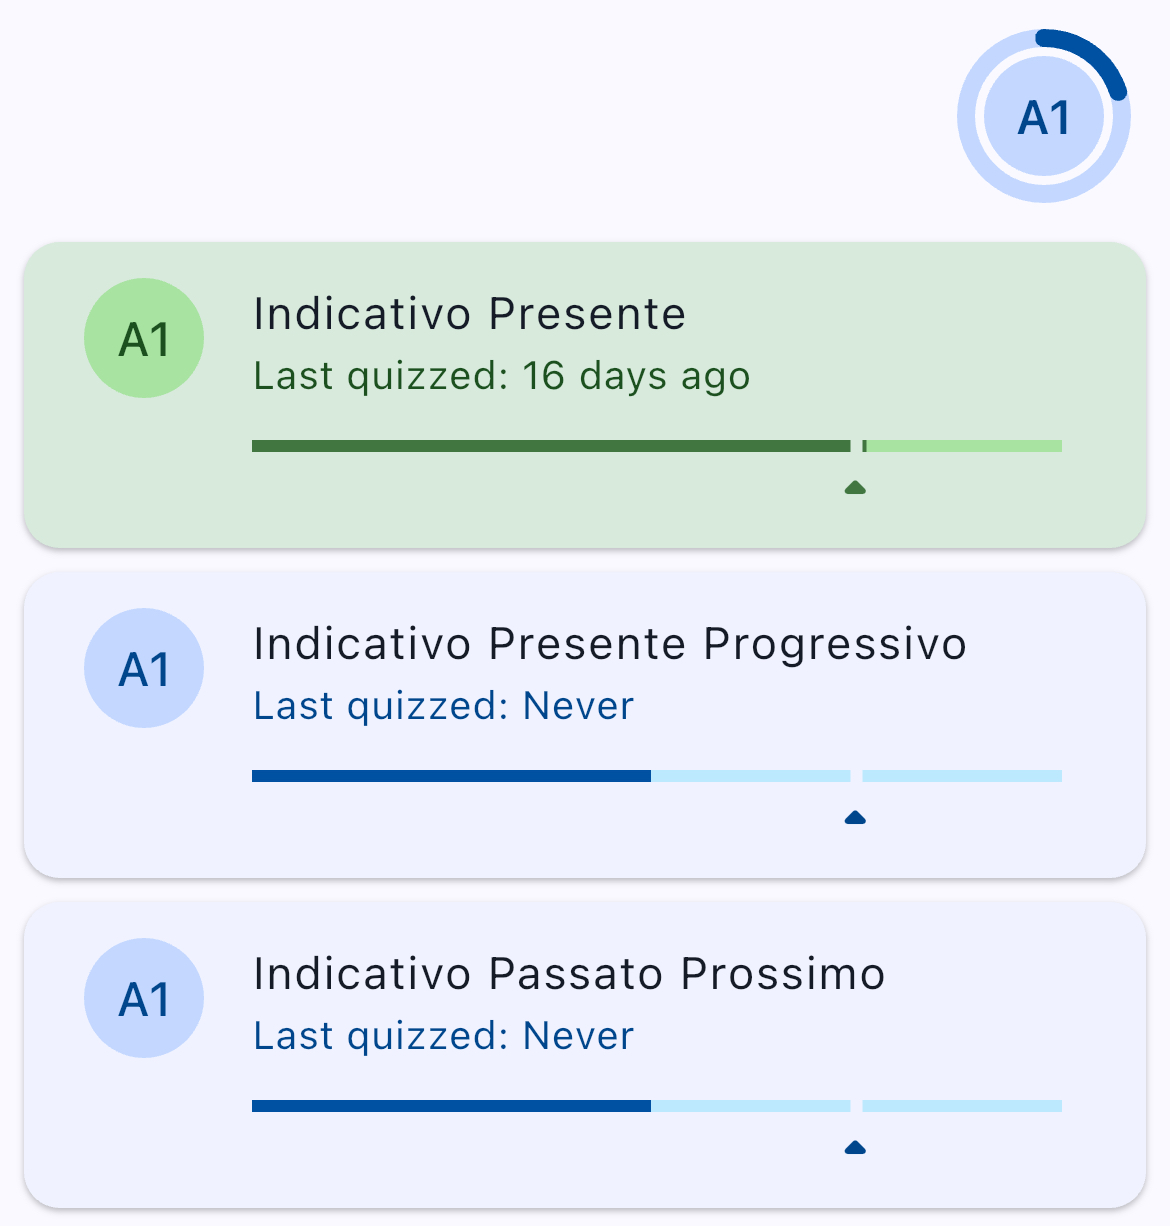 A1
A1
Indicativo Presente
Last quizzed: 16 days ago
A1
Indicativo Presente Progressivo
Last quizzed: Never
A1
Indicativo Passato Prossimo
Last quizzed: Never